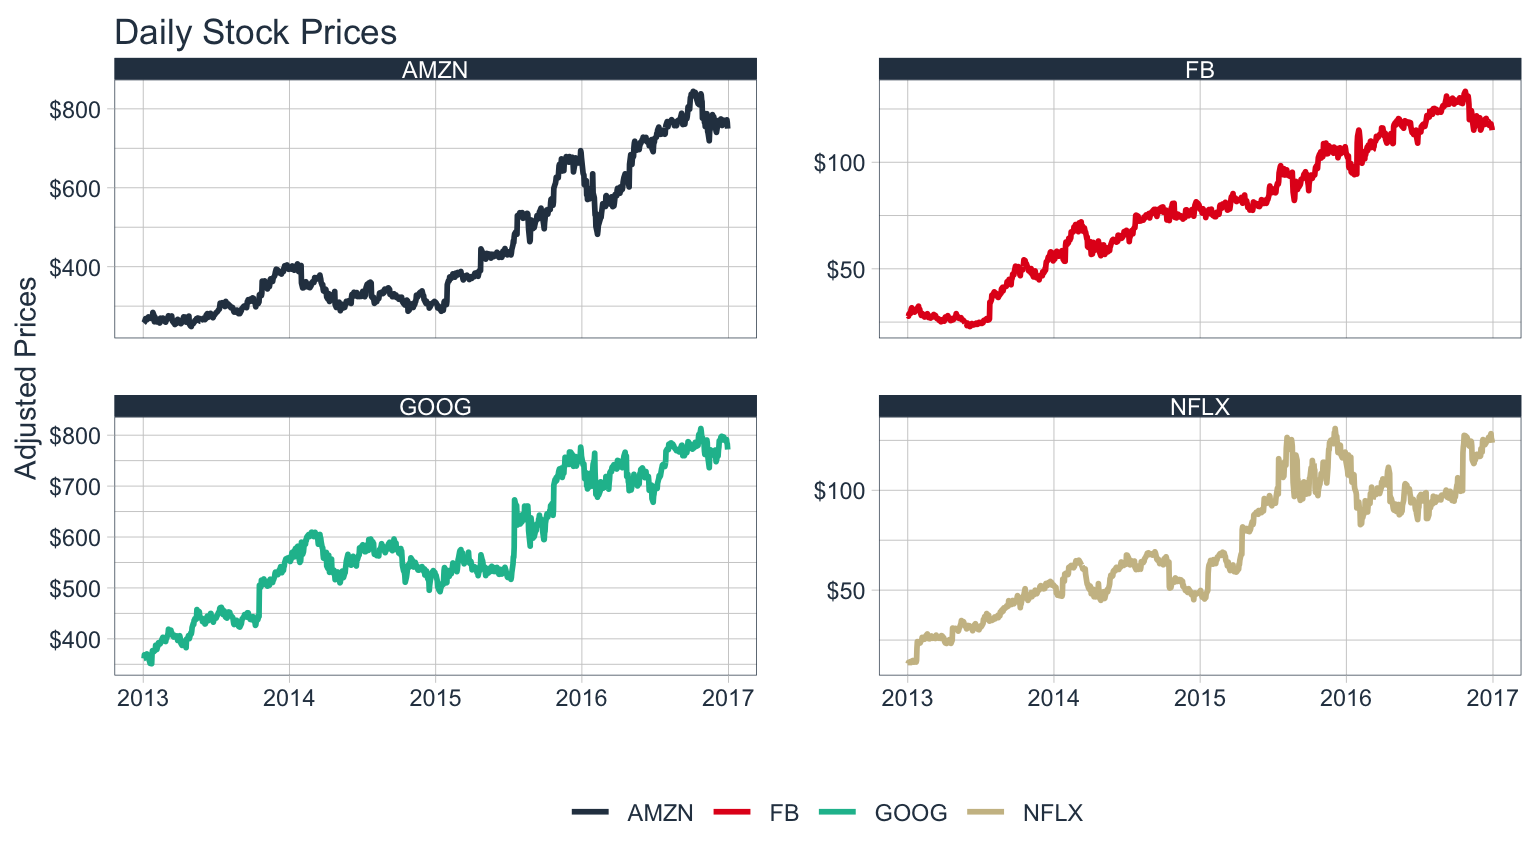 Daily Stock Prices
AMZN
FB
$800
$600
$400
$100
$50
Adjusted Prices
GOOG
NFLX
$800
$700
$600
$500
$400
$100
$50
2013 2014 2015 2016 2017
2013 2014 2015 2016 2017
AMZN FB GOOG NFLX